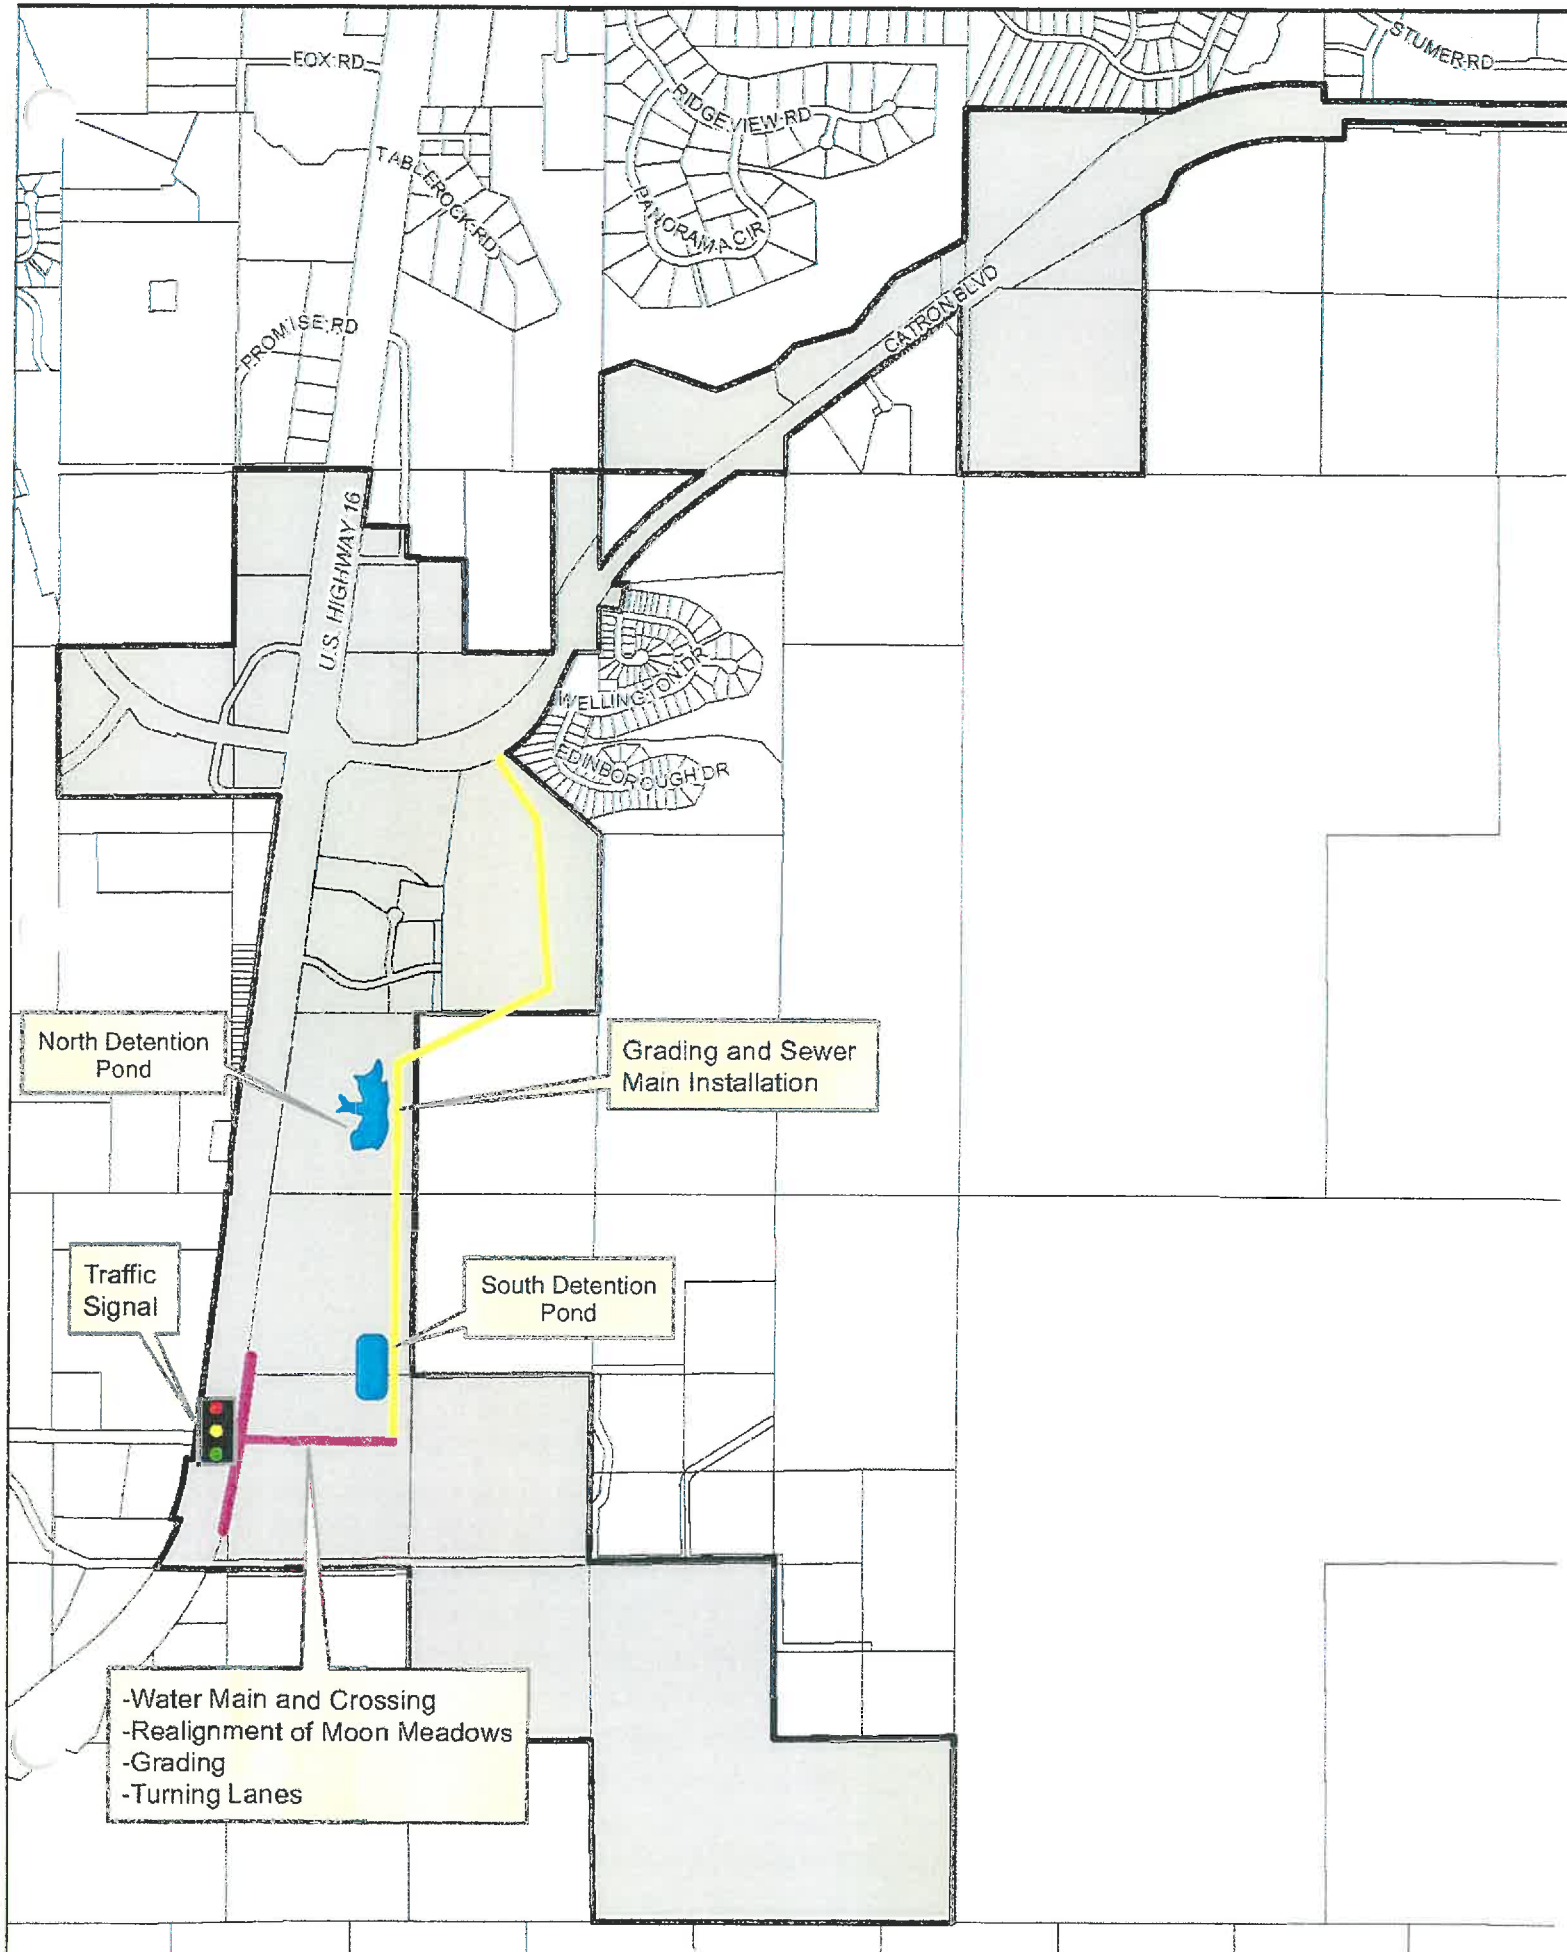 FOX RD
STUMER RD
RIDGEVIEW RD
TABLEROCK RD
PANORAMA CIR
PROMISE RD
CATRON BLVD
U.S. HIGHWAY 16
WELLINGTON DR
EDINBOROUGH DR
North Detention
Pond
Grading and Sewer
Main Installation
Traffic
Signal
South Detention
Pond
-Water Main and Crossing
-Realignment of Moon Meadows
-Grading
-Turning Lanes